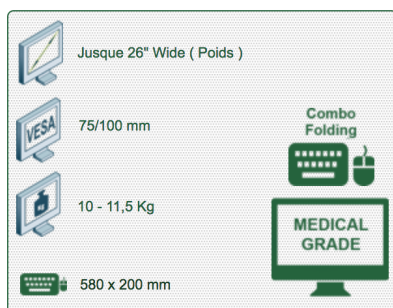 Jusque 26" Wide ( Poids )
VESA
75/100 mm
Combo
Folding
KG
10 - 11,5 Kg
MEDICAL
GRADE
580 x 200 mm